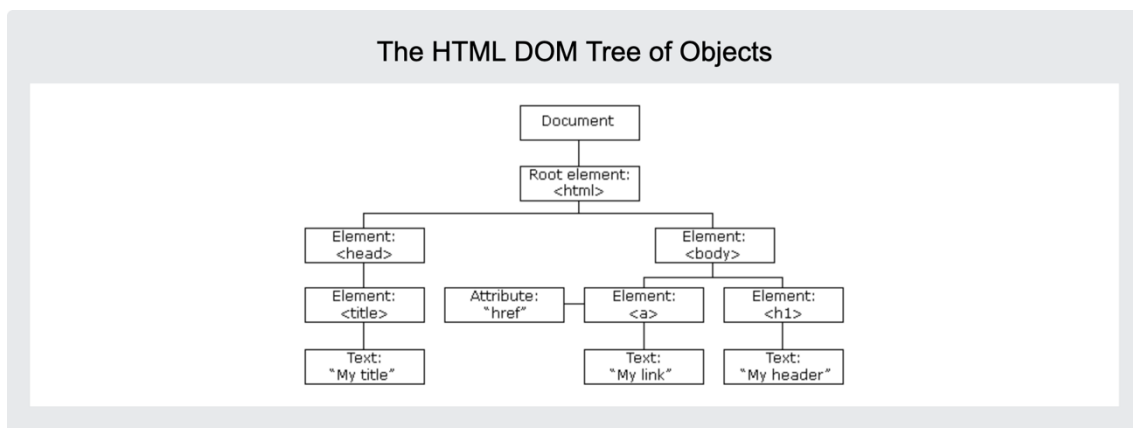 The HTML DOM Tree of Objects
Document
Root element:
<html>
Element:
<head>
Element:
<body>
Element:
<title>
Attribute:
"href"
Element:
<a>
Element:
<h1>
Text:
"My title"
Text:
"My link"
Text:
"My header"